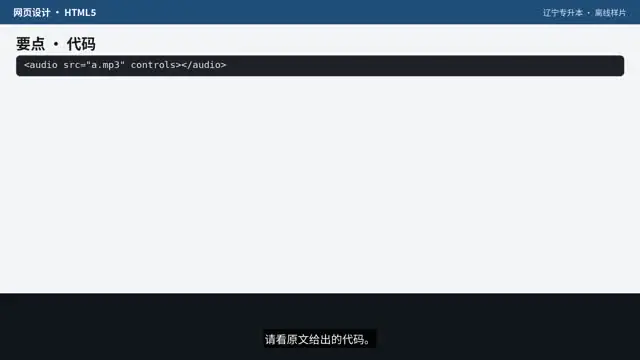 网页设计 • HTML5
辽宁专升本 • 离线样片
要点 • 代码
<audio src="a.mp3" controls></audio>
请看原文给出的代码。